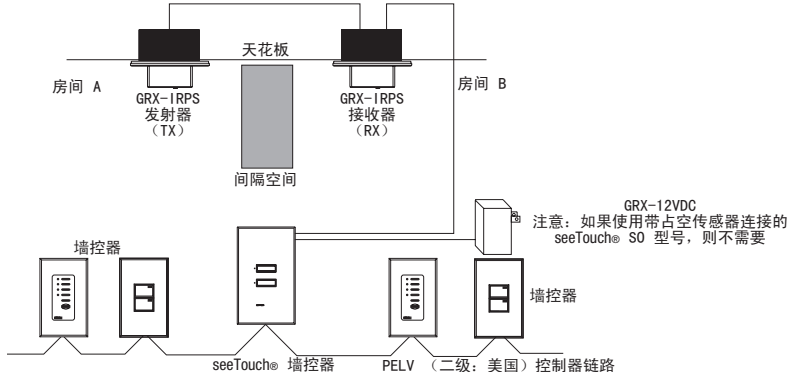 天花板
房间 A
房间 B
GRX-IRPS
发射器
(TX)
GRX-IRPS
接收器
(RX)
间隔空间
GRX-12VDC
注意：如果使用带占空传感器连接的
seeTouch® SO 型号，则不需要
墙控器
墙控器
seeTouch® 墙控器
PELV （二级：美国）控制器链路